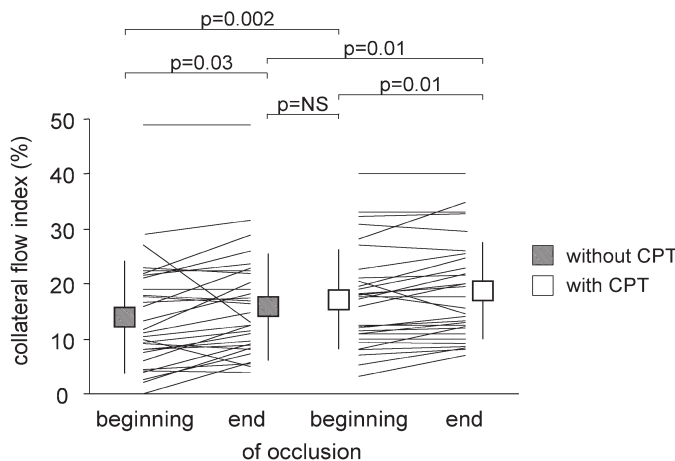 p=0.002
p=0.01
p=0.03
p=0.01
p=NS
collateral flow index (%)
50
40
30
20
10
0
without CPT
with CPT
beginning end beginning end
of occlusion